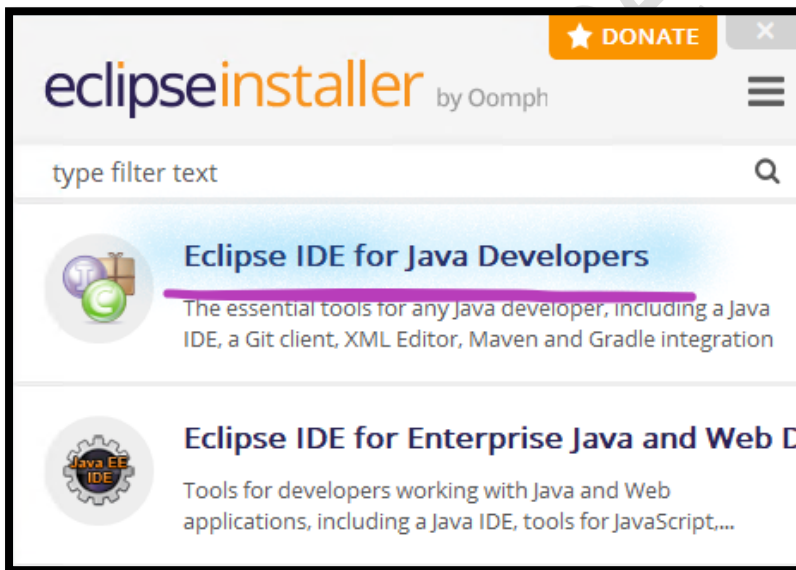 DONATE
eclipseinstaller by Oomph
type filter text
Eclipse IDE for Java Developers
The essential tools for any Java developer, including a Java
IDE, a Git client, XML Editor, Maven and Gradle integration
Eclipse IDE for Enterprise Java and Web D
Java EE
IDE
Tools for developers working with Java and Web
applications, including a Java IDE, tools for JavaScript,...